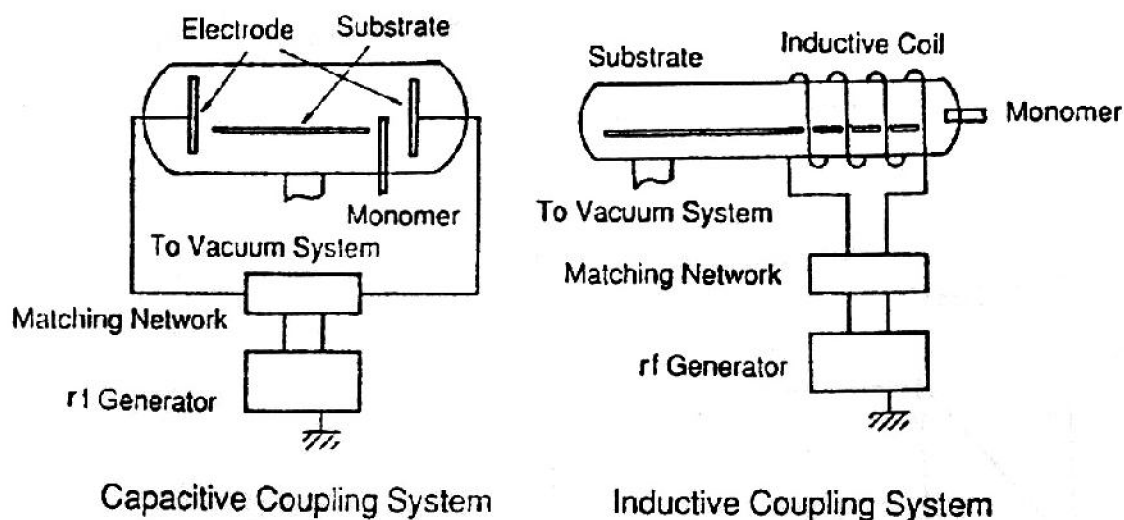 Electrode
Substrate
Monomer
To Vacuum System
Matching Network
rf Generator
Capacitive Coupling System
Substrate
Inductive Coil
Monomer
To Vacuum System
Matching Network
rf Generator
Inductive Coupling System